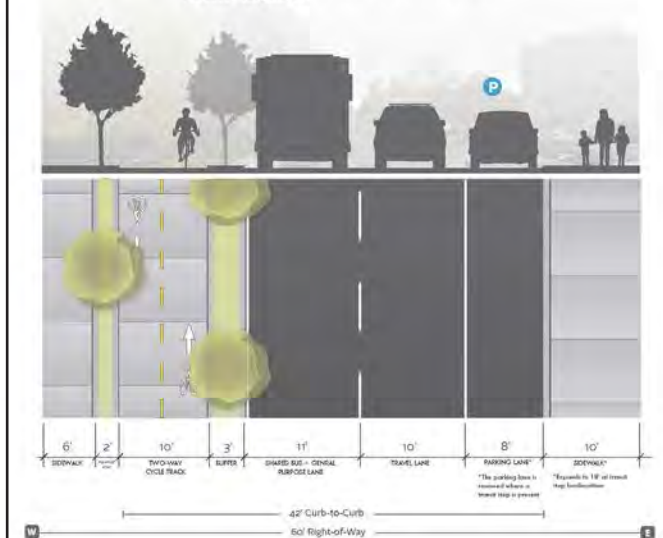 P
6' 2' 10' 3' 11' 10' 8' 10'
SIDEWALK
TWO-WAY
CYCLE TRACK
BUFFER
SHARED BUS + GENERAL
PURPOSE LANE
TRAVEL LANE
PARKING LANE*
*The parking lane is
removed where a
transit stop is present
SIDEWALK*
*Expands to 18' at transit
stop
42' Curb-to-Curb
W 60' Right-of-Way E